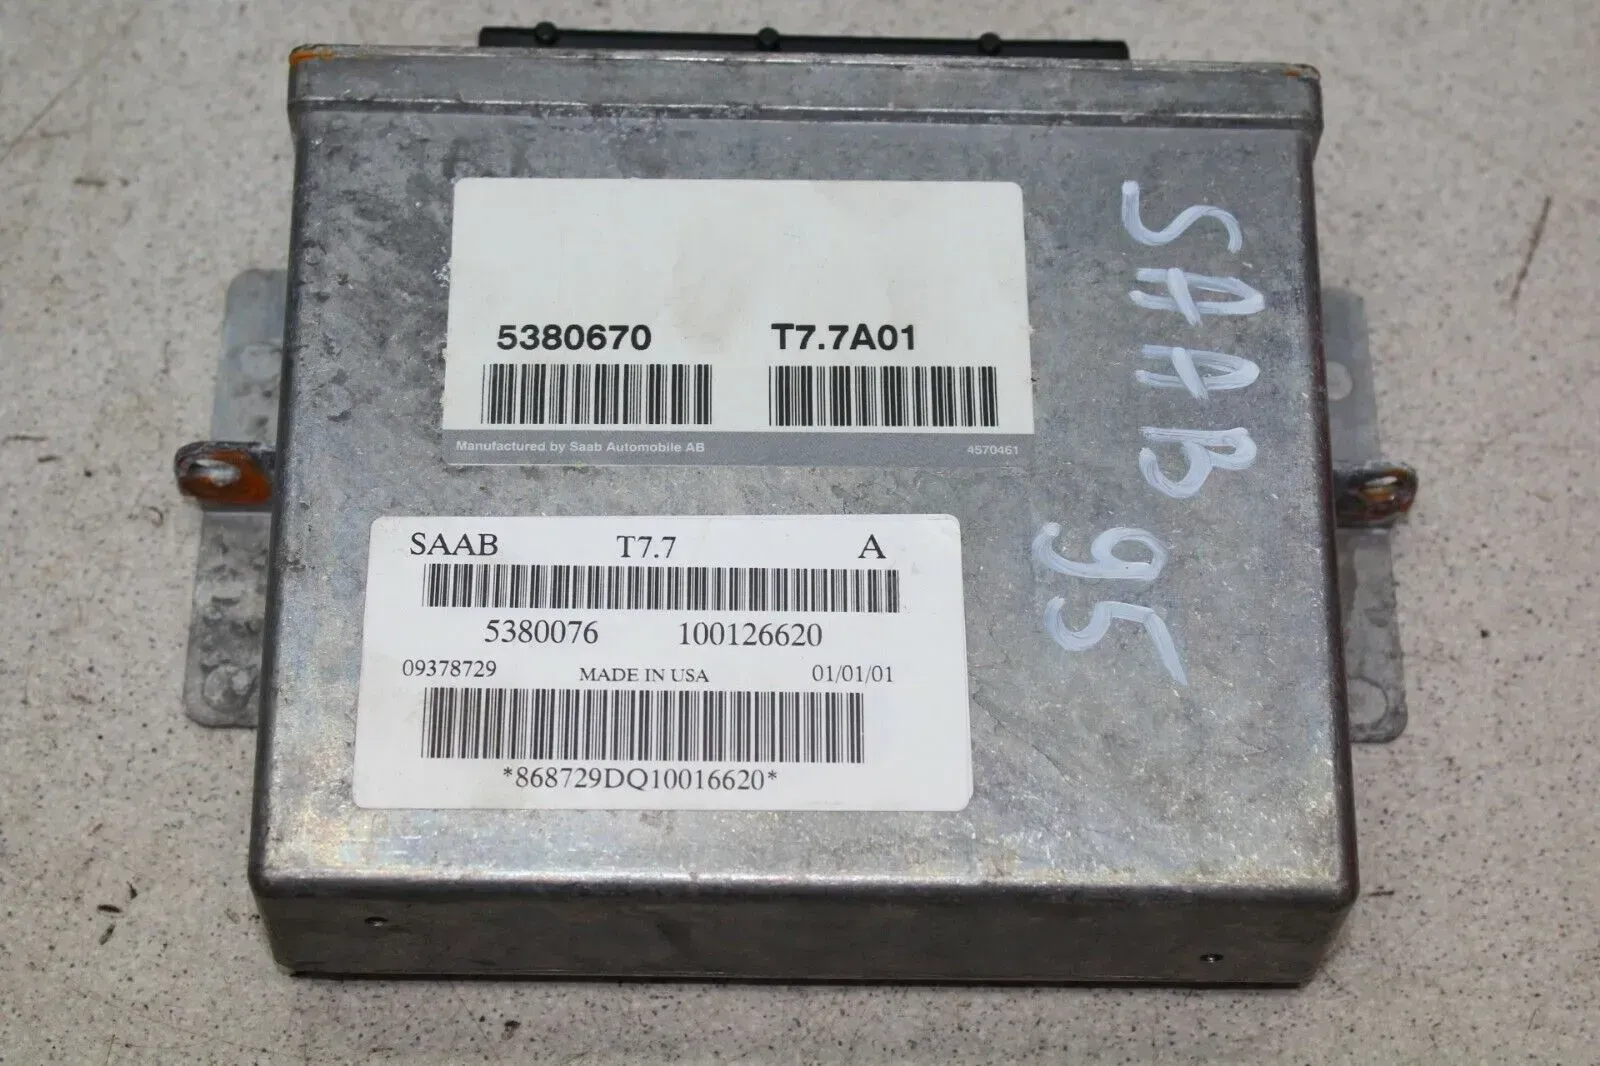 5380670 T7.7A01
Manufactured by Saab Automobile AB 4570461
SAAB T7.7 A
5380076 100126620
09378729 MADE IN USA 01/01/01
*868729DQ10016620*
SAAB
95